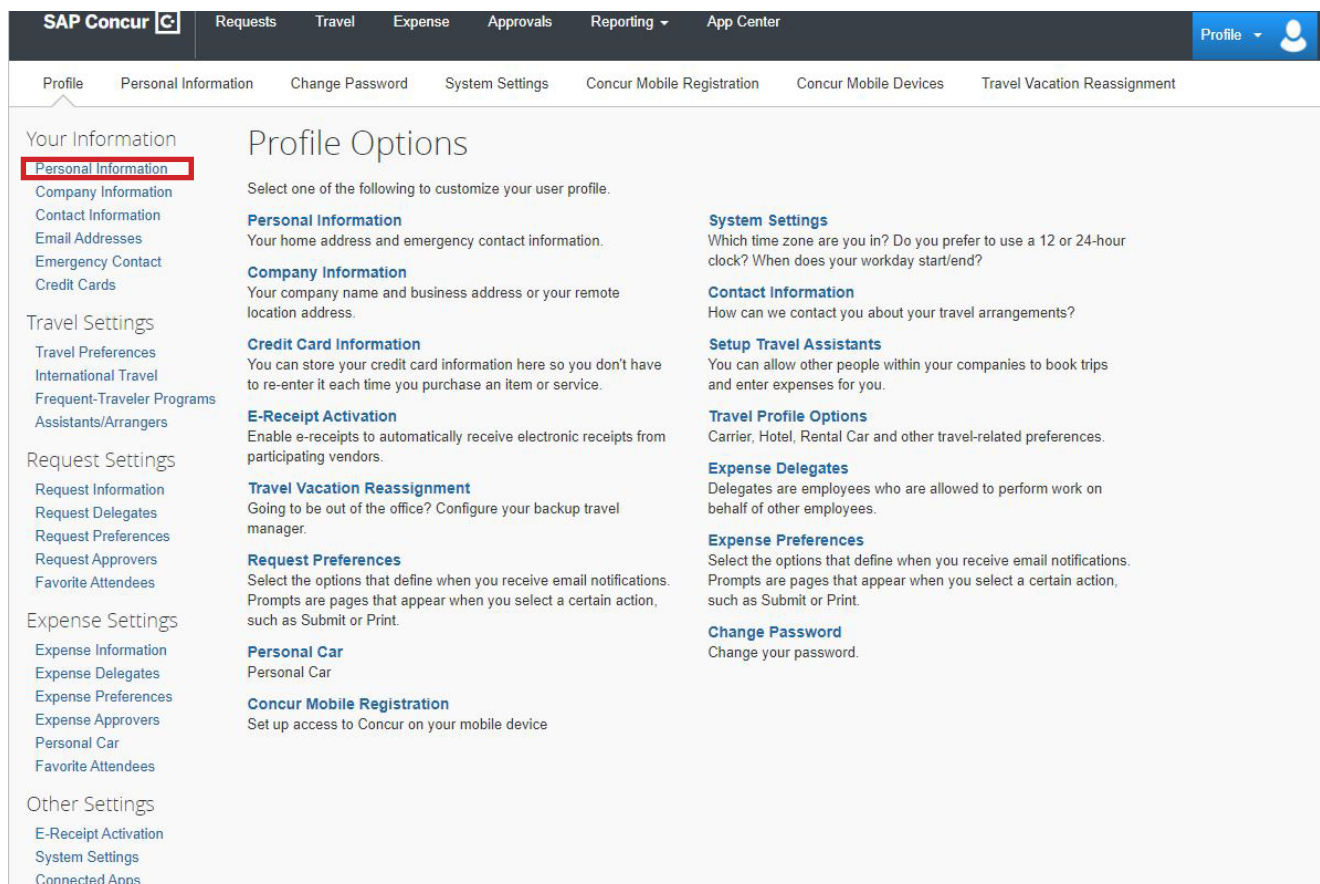 SAP Concur C Requests Travel Expense Approvals Reporting App Center Profile
Profile Personal Information Change Password System Settings Concur Mobile Registration Concur Mobile Devices Travel Vacation Reassignment
Your Information
Personal Information
Company Information
Contact Information
Email Addresses
Emergency Contact
Credit Cards
Travel Settings
Travel Preferences
International Travel
Frequent-Traveler Programs
Assistants/Arrangers
Request Settings
Request Information
Request Delegates
Request Preferences
Request Approvers
Favorite Attendees
Expense Settings
Expense Information
Expense Delegates
Expense Preferences
Expense Approvers
Personal Car
Favorite Attendees
Other Settings
E-Receipt Activation
System Settings
Connected Apps
Profile Options
Select one of the following to customize your user profile.
Personal Information
Your home address and emergency contact information.
Company Information
Your company name and business address or your remote
location address.
Credit Card Information
You can store your credit card information here so you don't have
to re-enter it each time you purchase an item or service.
E-Receipt Activation
Enable e-receipts to automatically receive electronic receipts from
participating vendors.
Travel Vacation Reassignment
Going to be out of the office? Configure your backup travel
manager.
Request Preferences
Select the options that define when you receive email notifications.
Prompts are pages that appear when you select a certain action,
such as Submit or Print.
Personal Car
Personal Car
Concur Mobile Registration
Set up access to Concur on your mobile device
System Settings
Which time zone are you in? Do you prefer to use a 12 or 24-hour
clock? When does your workday start/end?
Contact Information
How can we contact you about your travel arrangements?
Setup Travel Assistants
You can allow other people within your companies to book trips
and enter expenses for you.
Travel Profile Options
Carrier, Hotel, Rental Car and other travel-related preferences.
Expense Delegates
Delegates are employees who are allowed to perform work on
behalf of other employees.
Expense Preferences
Select the options that define when you receive email notifications.
Prompts are pages that appear when you select a certain action,
such as Submit or Print.
Change Password
Change your password.